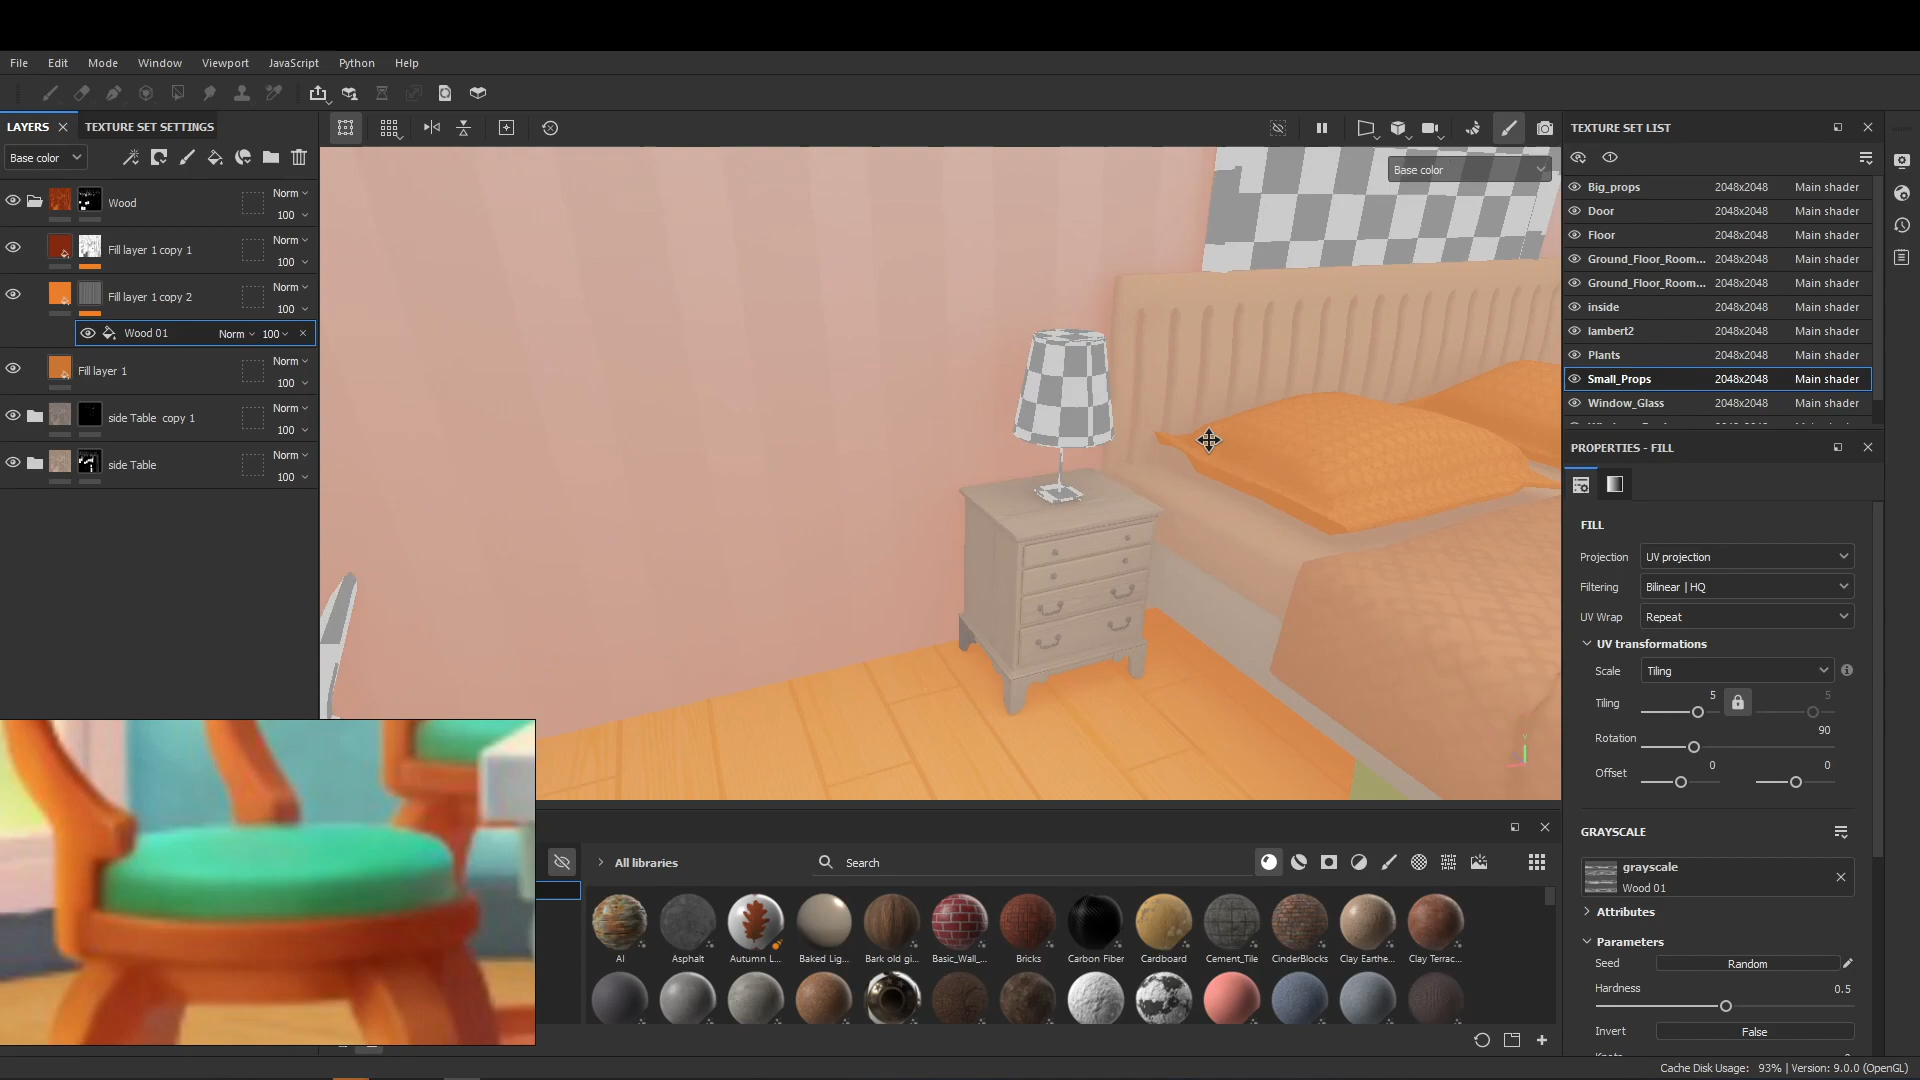 File Edit Mode Window Viewport JavaScript Python Help
LAYERS TEXTURE SET SETTINGS
Base color
Norm
Wood
100
Norm
Fill layer 1 copy 1
100
Norm
Fill layer 1 copy 2
100
Wood 01 Norm 100
Norm
Fill layer 1
100
Norm
side Table copy 1
100
Norm
side Table
100
Base color
Y
TEXTURE SET LIST
Big_props 2048x2048 Main shader
Door 2048x2048 Main shader
Floor 2048x2048 Main shader
Ground_Floor_Room... 2048x2048 Main shader
Ground_Floor_Room... 2048x2048 Main shader
inside 2048x2048 Main shader
lambert2 2048x2048 Main shader
Plants 2048x2048 Main shader
Small_Props 2048x2048 Main shader
Window_Glass 2048x2048 Main shader
PROPERTIES - FILL
FILL
Projection UV projection
Filtering Bilinear | HQ
UV Wrap Repeat
UV transformations
Scale Tiling
Tiling 5 5
Rotation 90
Offset 0 0
GRAYSCALE
grayscale
Wood 01
Attributes
Parameters
Seed Random
Hardness 0.5
Invert False
All libraries Search
AI Asphalt Autumn L... Baked Lig... Bark old gi... Basic_Wall_... Bricks Carbon Fiber Cardboard Cement_Tile CinderBlocks Clay Earthe... Clay Terrac...
Cache Disk Usage: 93% | Version: 9.0.0 (OpenGL)